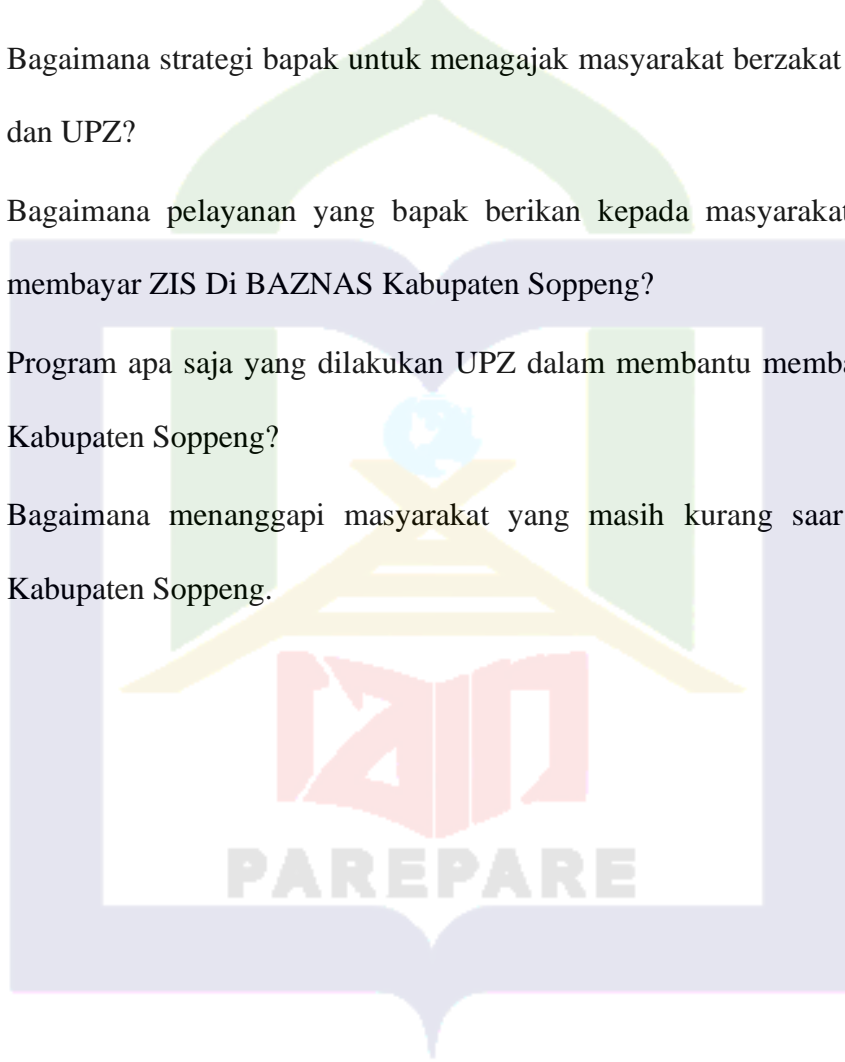 Bagaimana strategi bapak untuk menagajak masyarakat berzakat
dan UPZ?
Bagaimana pelayanan yang bapak berikan kepada masyarakat
membayar ZIS Di BAZNAS Kabupaten Soppeng?
Program apa saja yang dilakukan UPZ dalam membantu memba
Kabupaten Soppeng?
Bagaimana menanggapi masyarakat yang masih kurang saar
Kabupaten Soppeng.
iain
PAREPARE